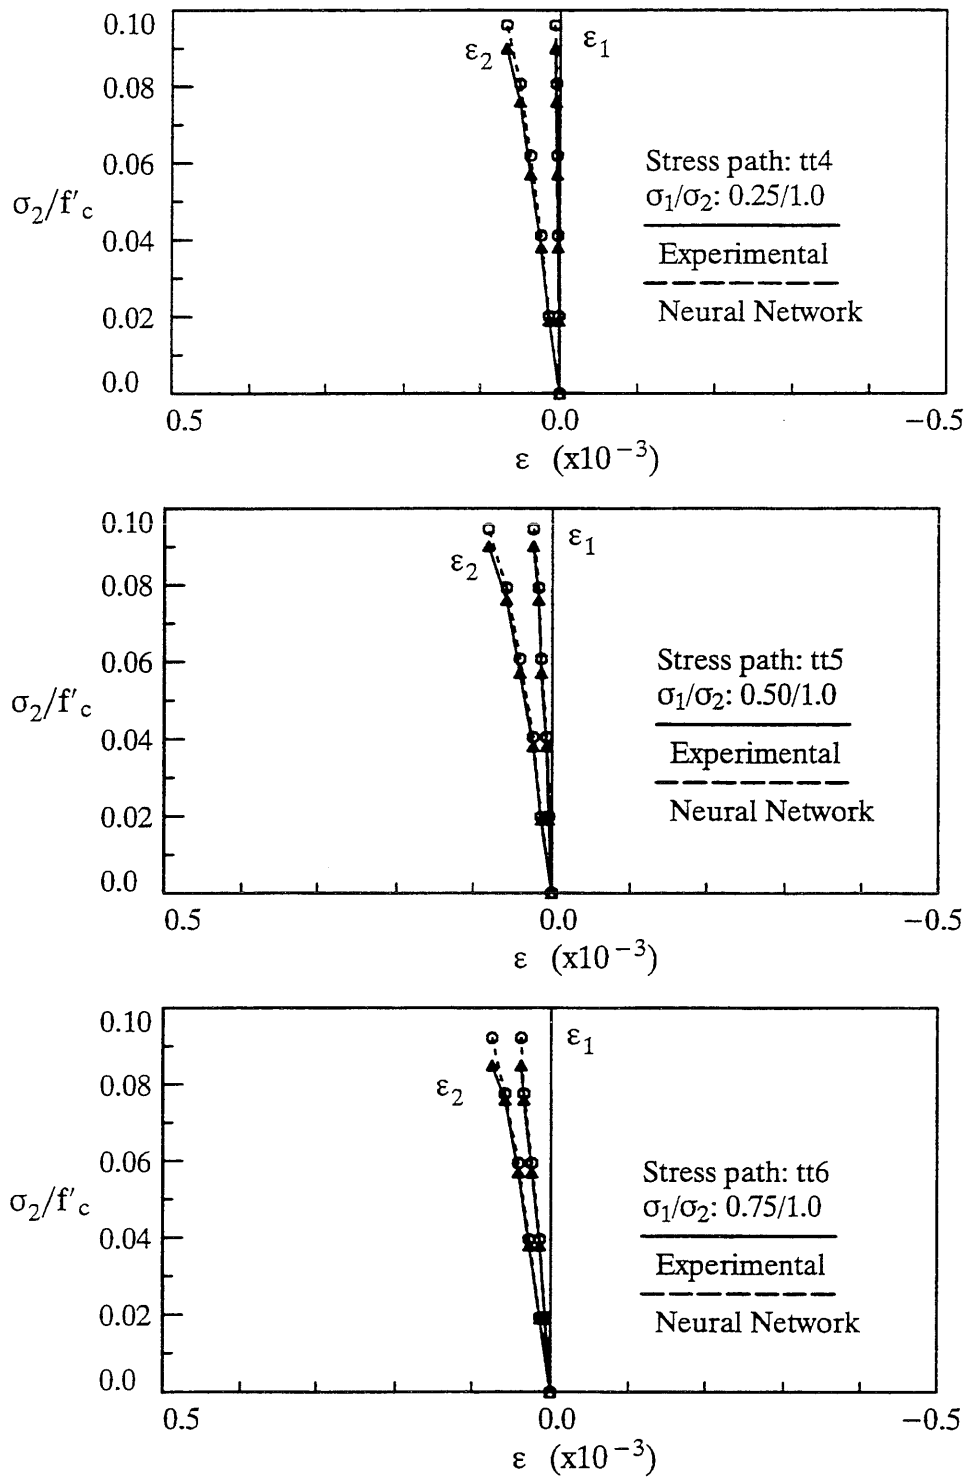 0.10
ε₂
ε₁
0.08
Stress path: tt4
0.06
σ₂/f′c
σ₁/σ₂: 0.25/1.0
0.04
Experimental
0.02
Neural Network
0.0
0.5
0.0
−0.5
ε (x10⁻³)
0.10
ε₂
ε₁
0.08
0.06
Stress path: tt5
σ₂/f′c
σ₁/σ₂: 0.50/1.0
0.04
Experimental
0.02
Neural Network
0.0
0.5
0.0
−0.5
ε (x10⁻³)
0.10
ε₁
0.08
ε₂
0.06
Stress path: tt6
σ₂/f′c
σ₁/σ₂: 0.75/1.0
0.04
Experimental
0.02
Neural Network
0.0
0.5
0.0
−0.5
ε (x10⁻³)